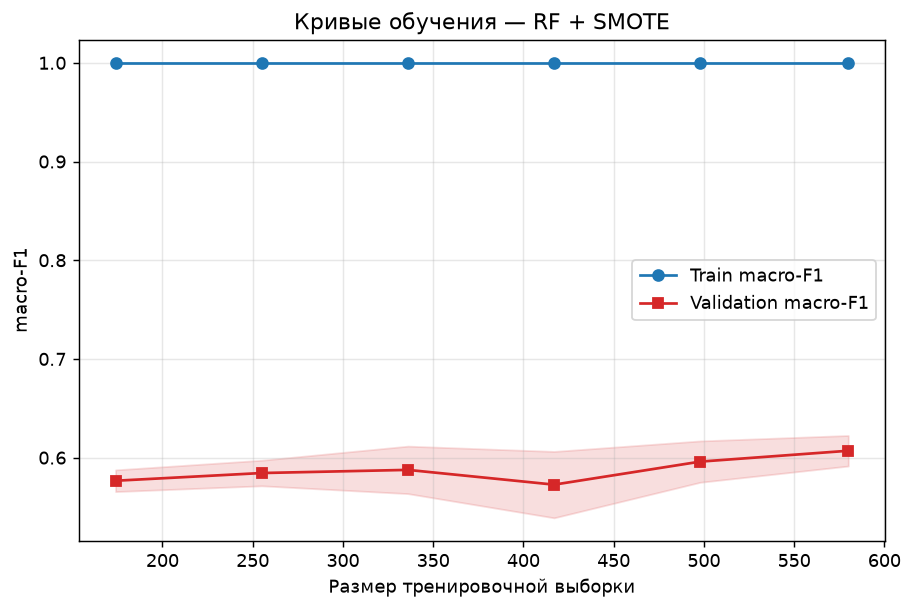 Кривые обучения — RF + SMOTE
macro-F1
1.0
0.9
0.8
0.7
0.6
Train macro-F1
Validation macro-F1
200 250 300 350 400 450 500 550 600
Размер тренировочной выборки